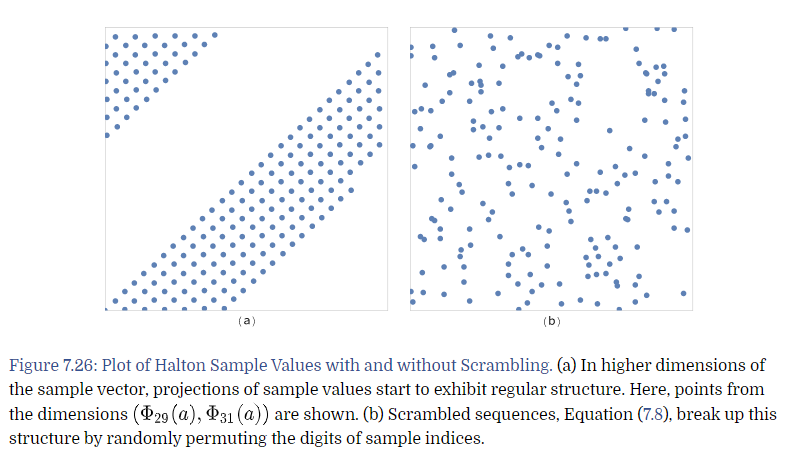 (a)
(b)
Figure 7.26: Plot of Halton Sample Values with and without Scrambling. (a) In higher dimensions of
the sample vector, projections of sample values start to exhibit regular structure. Here, points from
the dimensions (Φ₂₉(a), Φ₃₁(a)) are shown. (b) Scrambled sequences, Equation (7.8), break up this
structure by randomly permuting the digits of sample indices.